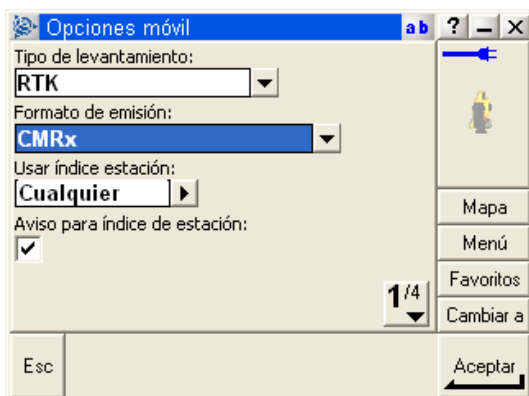 Opciones móvil
ab ? – X
Tipo de levantamiento:
RTK
Formato de emisión:
CMRx
Usar índice estación:
Cualquier
Aviso para índice de estación:
1/4
Mapa
Menú
Favoritos
Cambiar a
Esc
Aceptar